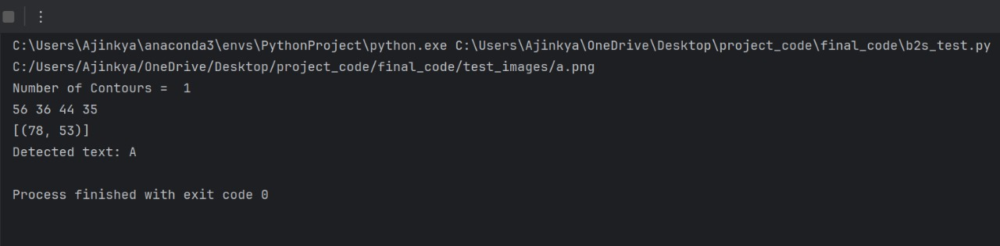 C:\Users\Ajinkya\anaconda3\envs\PythonProject\python.exe C:\Users\Ajinkya\OneDrive\Desktop\project_code\final_code\b2s_test.py
C:/Users/Ajinkya/OneDrive/Desktop/project_code/final_code/test_images/a.png
Number of Contours =  1
56 36 44 35
[(78, 53)]
Detected text: A
Process finished with exit code 0